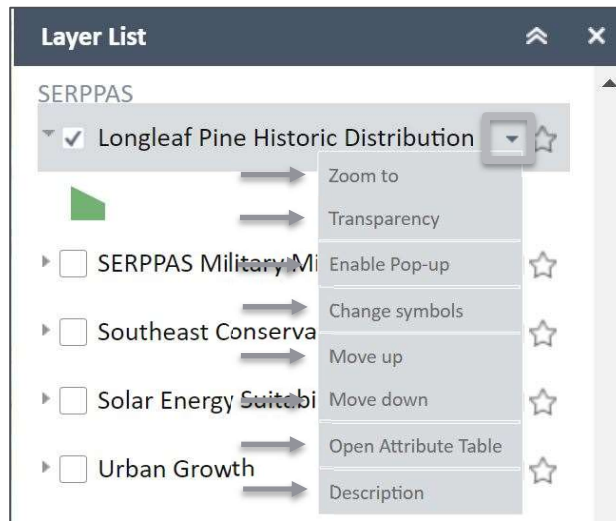 Layer List
SERPPAS
Longleaf Pine Historic Distribution
Zoom to
Transparency
SERPPAS Military Mi
Enable Pop-up
Change symbols
Southeast Conserva
Move up
Solar Energy Suitabi
Move down
Open Attribute Table
Urban Growth
Description